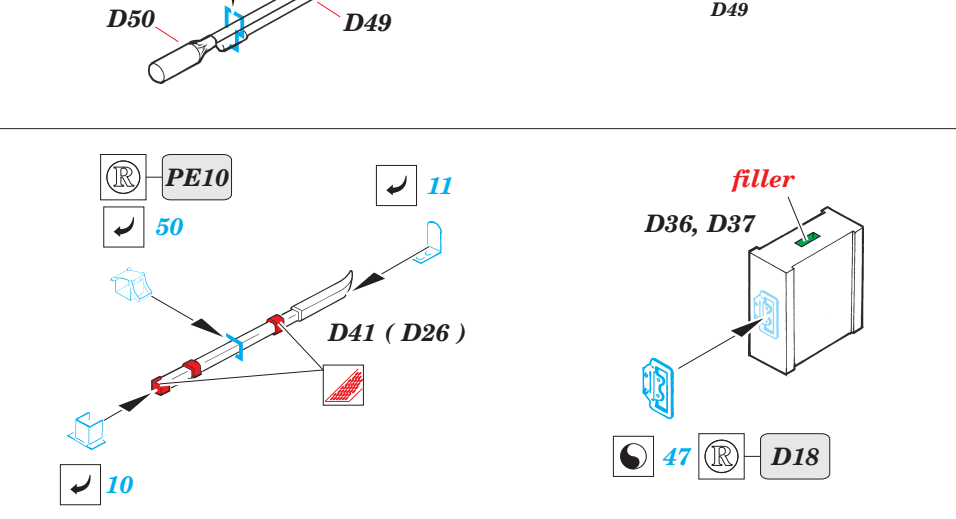 D50
D49
D49
Ⓡ PE10
50
11
D41 ( D26 )
10
filler
D36, D37
47 Ⓡ D18